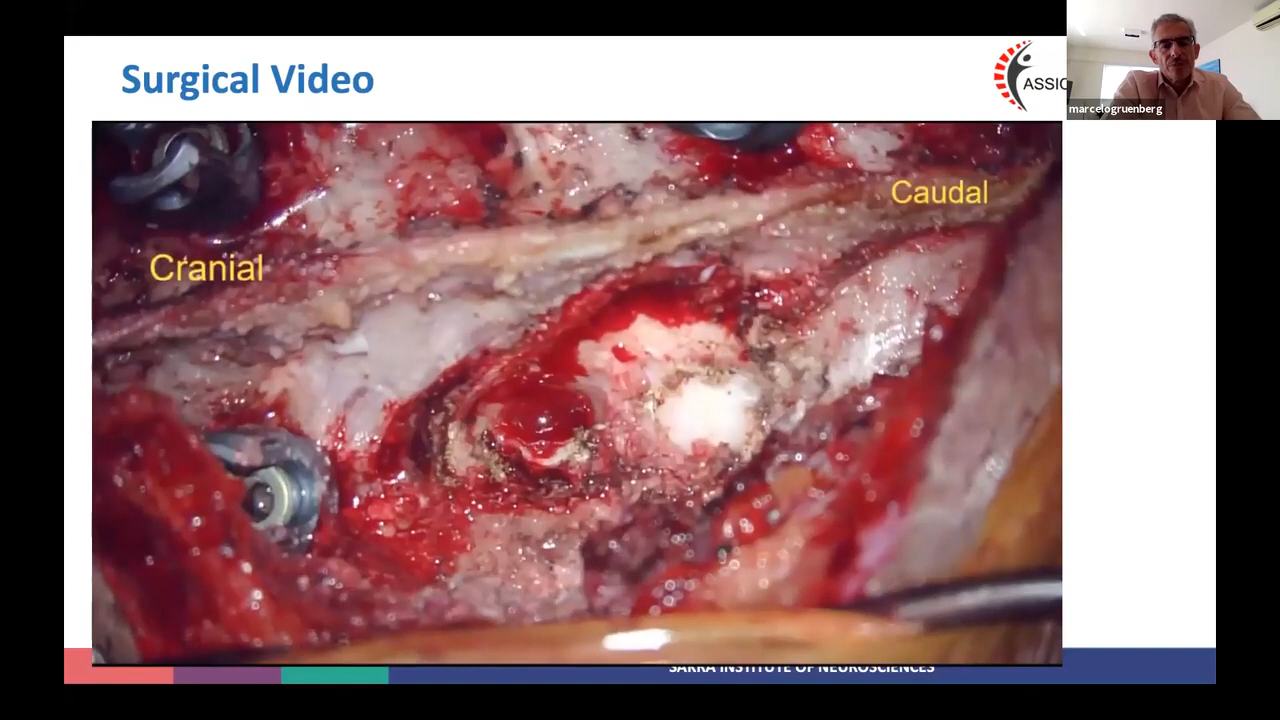 Surgical Video
ASSIC
marcelogruenberg
Caudal
Cranial
SAKRA INSTITUTE OF NEUROSCIENCES